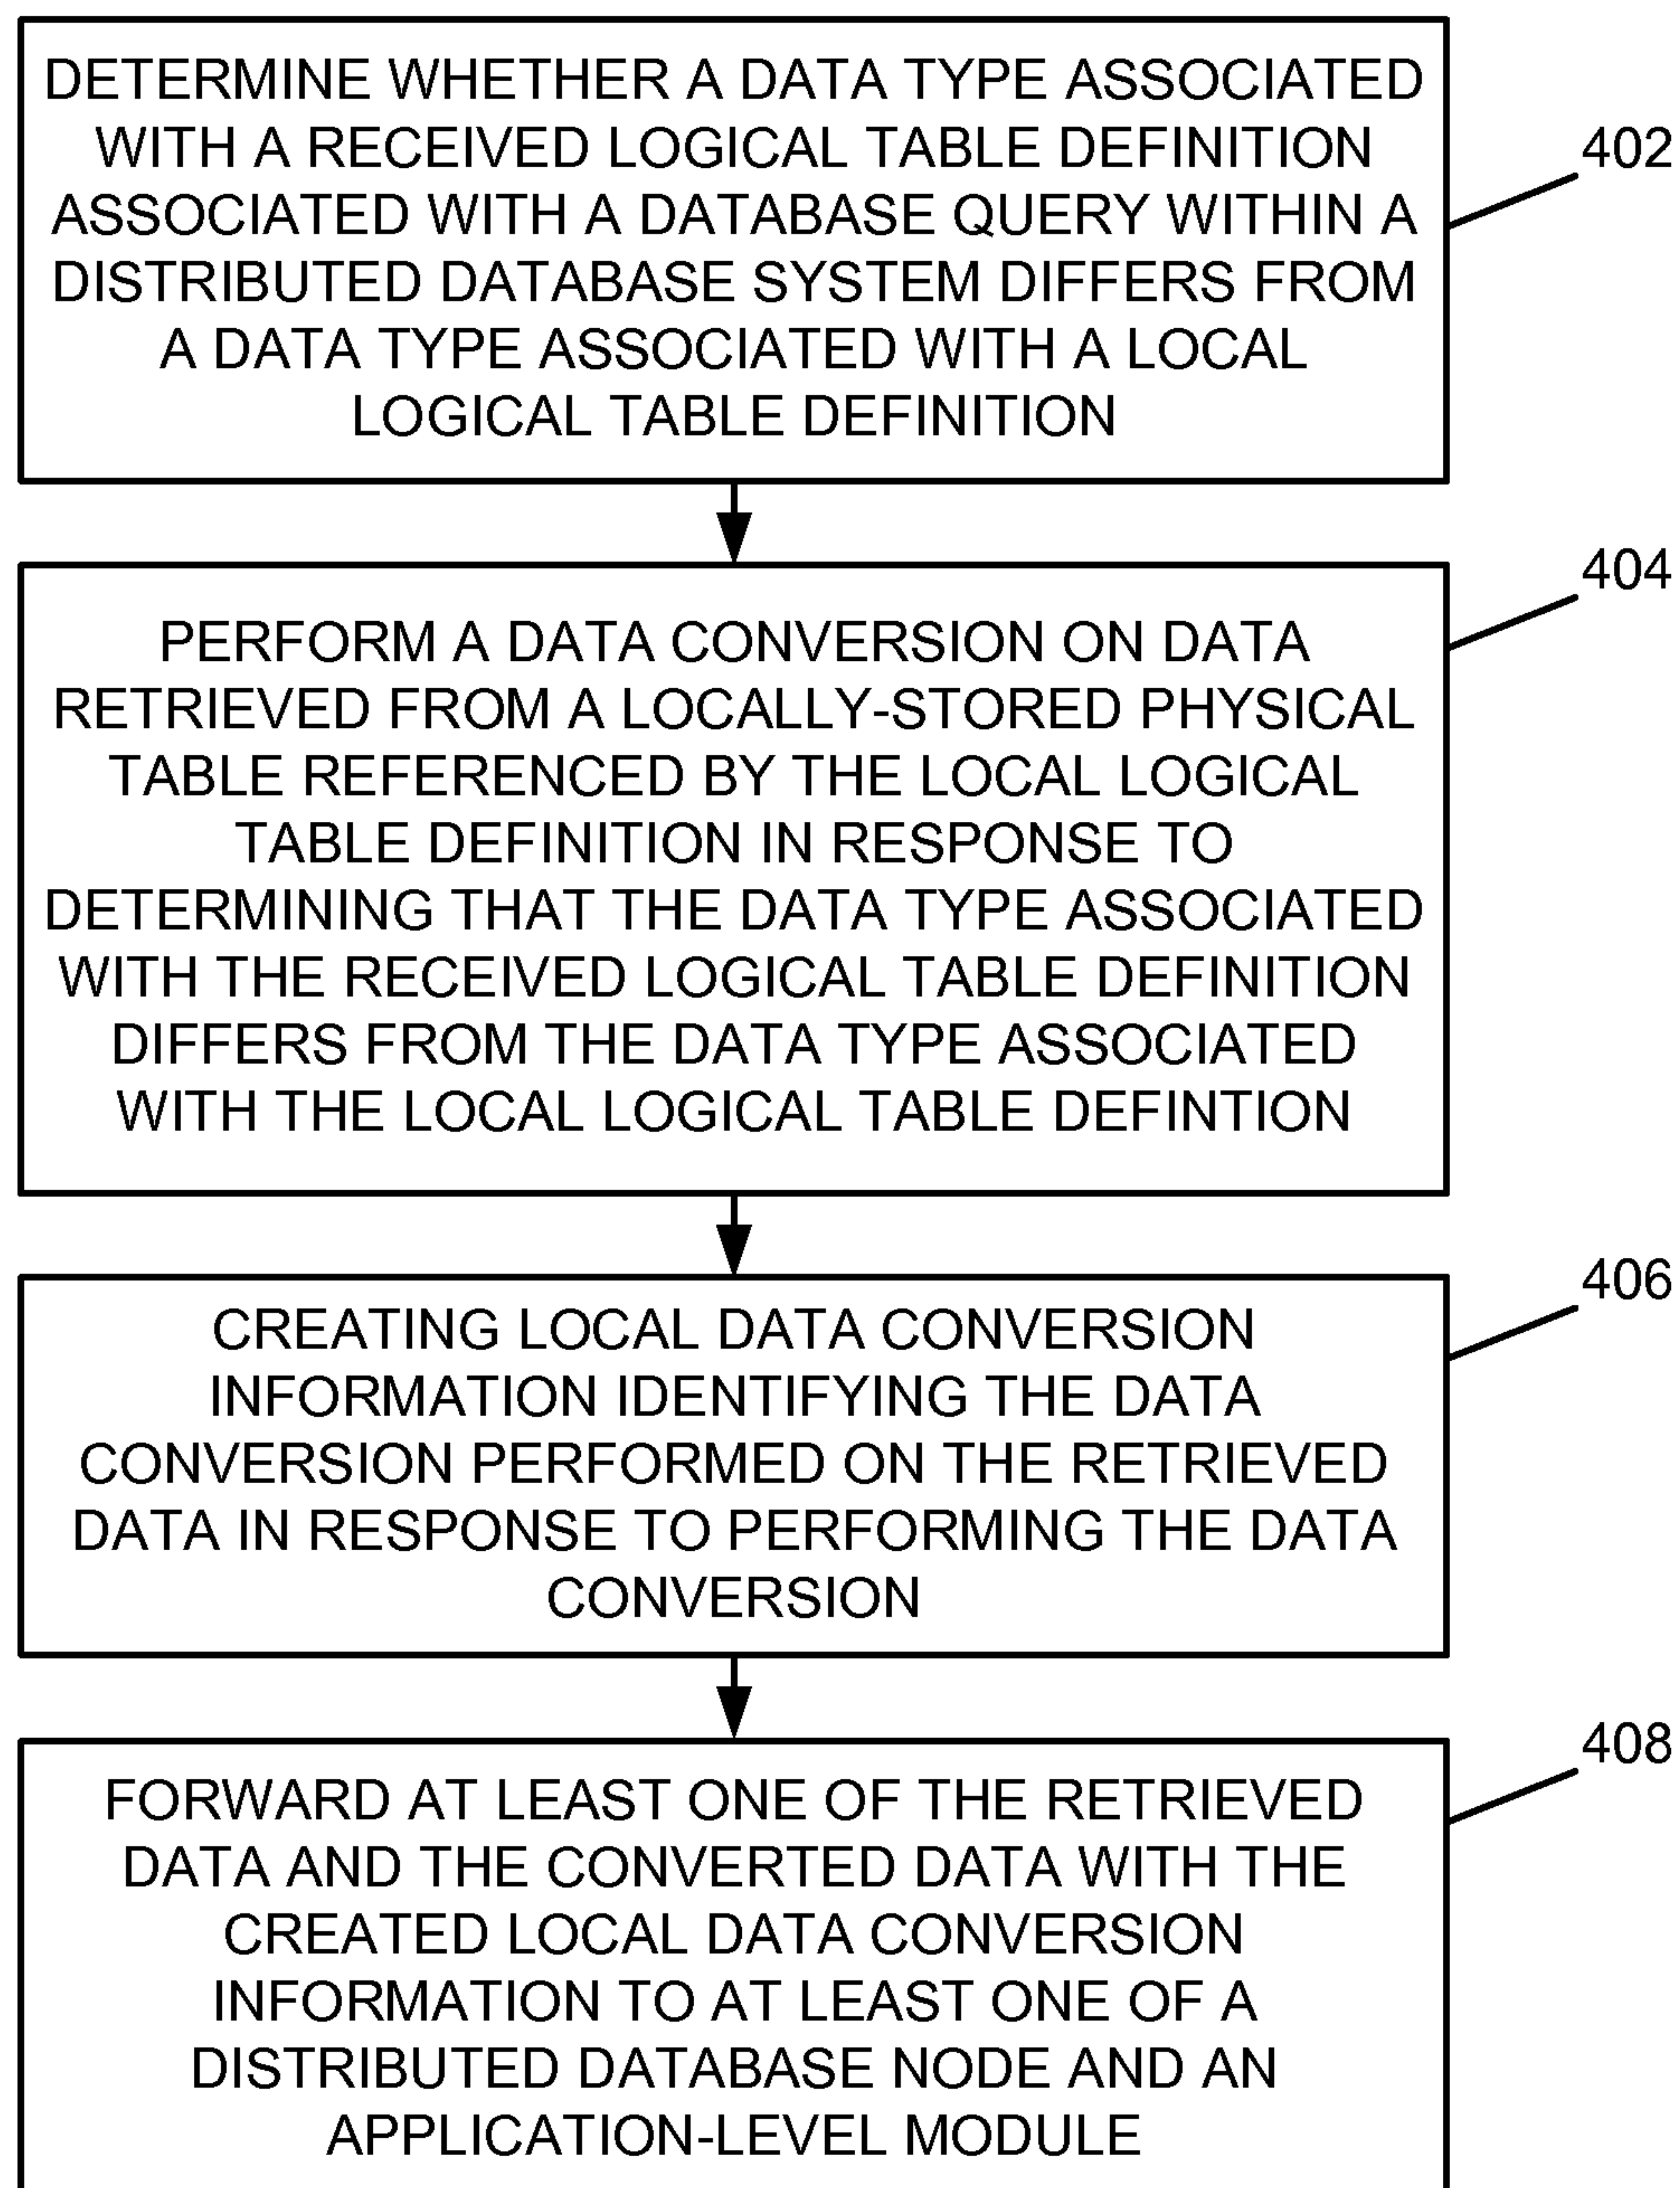 DETERMINE WHETHER A DATA TYPE ASSOCIATED
WITH A RECEIVED LOGICAL TABLE DEFINITION
ASSOCIATED WITH A DATABASE QUERY WITHIN A
DISTRIBUTED DATABASE SYSTEM DIFFERS FROM
A DATA TYPE ASSOCIATED WITH A LOCAL
LOGICAL TABLE DEFINITION
402
PERFORM A DATA CONVERSION ON DATA
RETRIEVED FROM A LOCALLY-STORED PHYSICAL
TABLE REFERENCED BY THE LOCAL LOGICAL
TABLE DEFINITION IN RESPONSE TO
DETERMINING THAT THE DATA TYPE ASSOCIATED
WITH THE RECEIVED LOGICAL TABLE DEFINITION
DIFFERS FROM THE DATA TYPE ASSOCIATED
WITH THE LOCAL LOGICAL TABLE DEFINTION
404
CREATING LOCAL DATA CONVERSION
INFORMATION IDENTIFYING THE DATA
CONVERSION PERFORMED ON THE RETRIEVED
DATA IN RESPONSE TO PERFORMING THE DATA
CONVERSION
406
FORWARD AT LEAST ONE OF THE RETRIEVED
DATA AND THE CONVERTED DATA WITH THE
CREATED LOCAL DATA CONVERSION
INFORMATION TO AT LEAST ONE OF A
DISTRIBUTED DATABASE NODE AND AN
APPLICATION-LEVEL MODULE
408